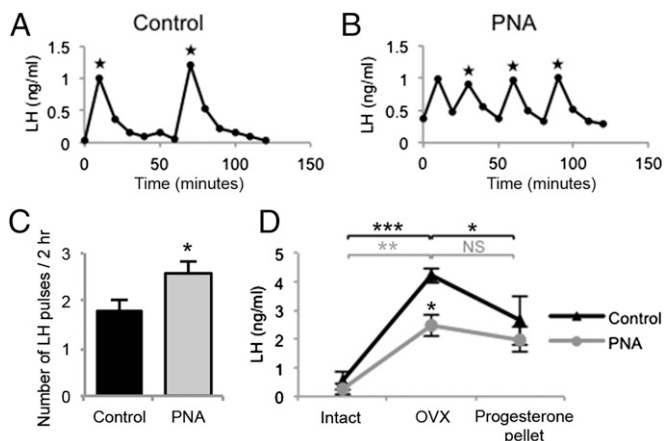 A
Control
LH (ng/ml)
1.5
1
0.5
0
0 50 100 150
Time (minutes)
B
PNA
LH (ng/ml)
1.5
1
0.5
0
0 50 100 150
Time (minutes)
C
Number of LH pulses / 2 hr
3
2
1
0
*
Control PNA
D
*** *
** NS
LH (ng/ml)
5
4
3
2
1
0
*
Intact OVX Progesterone
pellet
Control
PNA